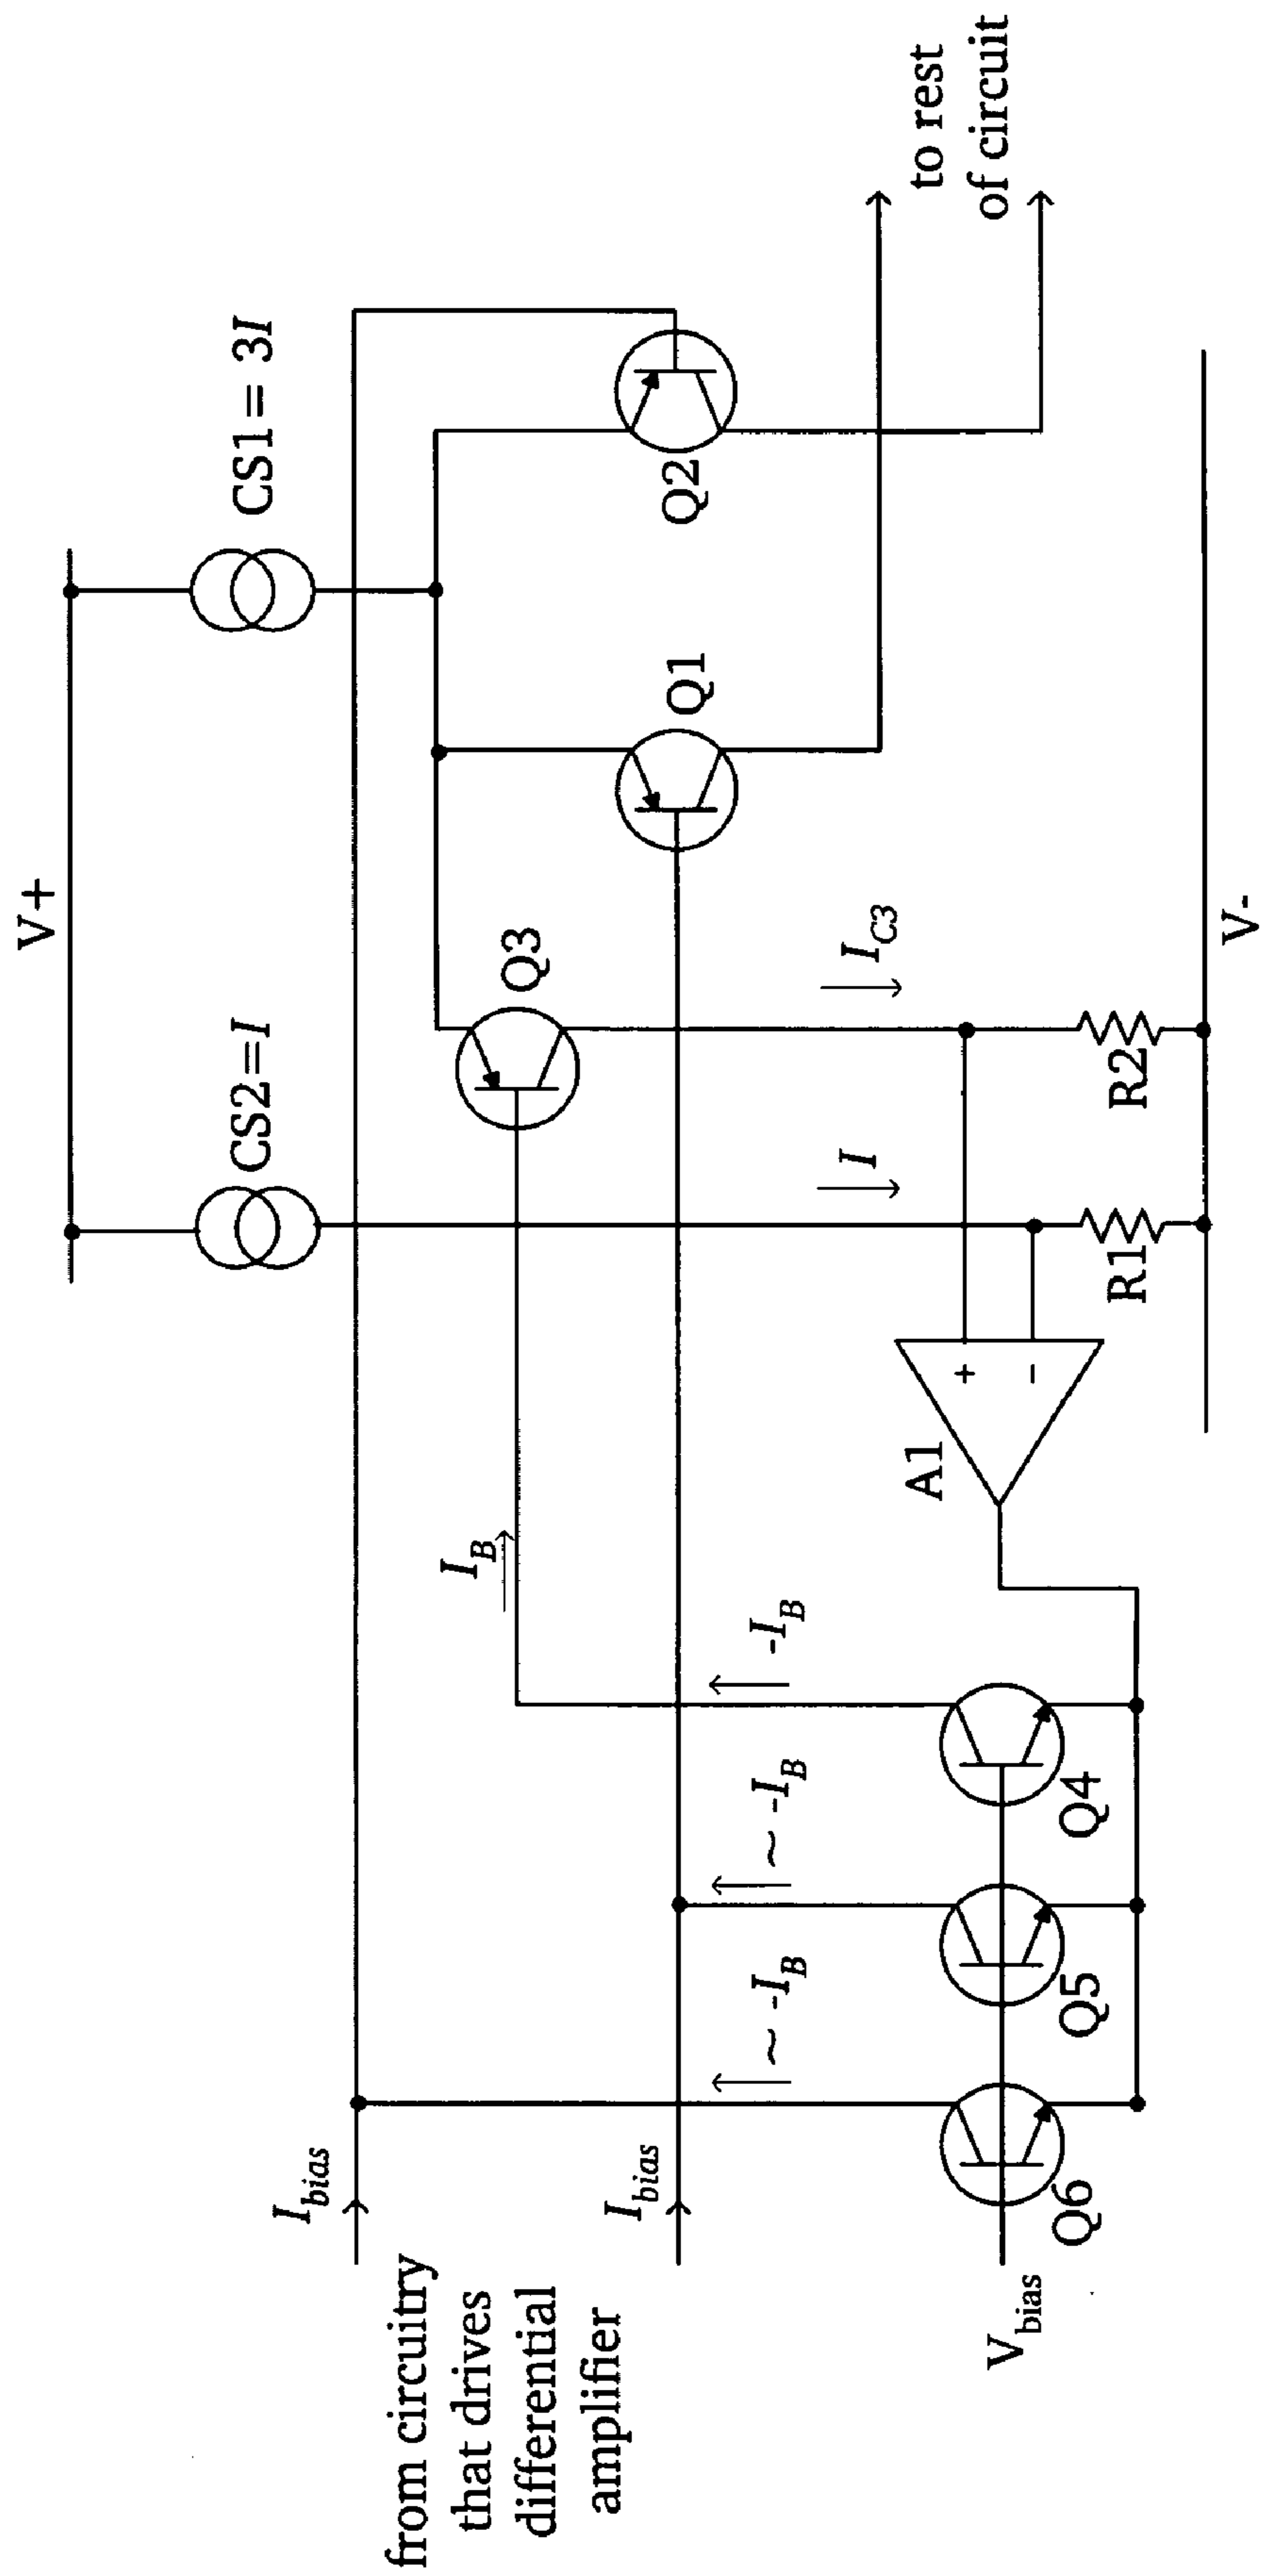 V+
CS2=I
CS1= 3I
I_bias
I_B
Q3
from circuitry
that drives
differential
amplifier
I_bias
Q1
Q2
~ -I_B
~ -I_B
-I_B
I
I_C3
A1
+
-
to rest
of circuit
V_bias
Q6
Q5
Q4
R1
R2
V-